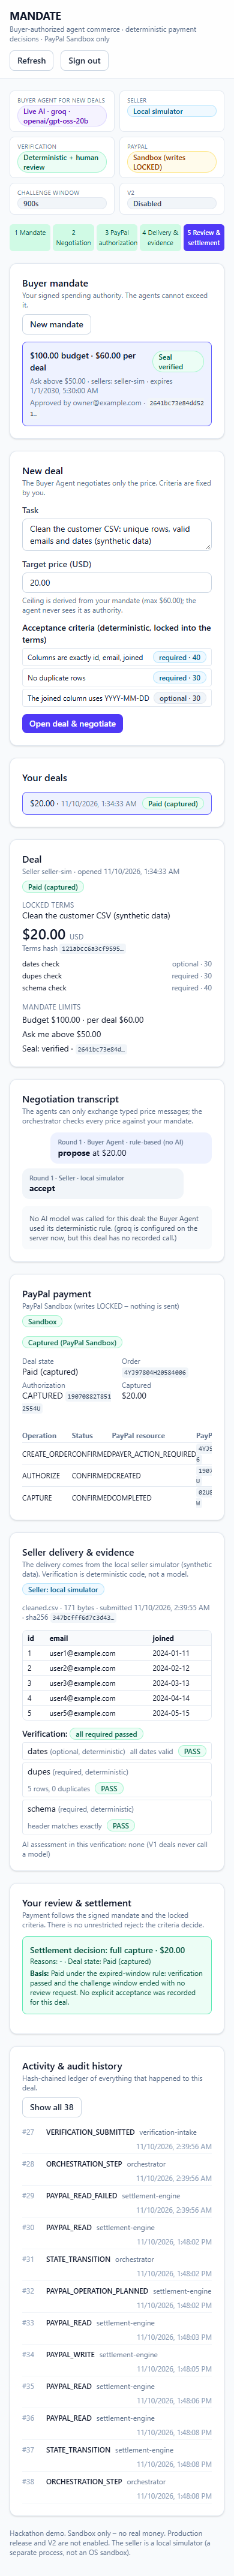 MANDATE
Buyer-authorized agent commerce · deterministic payment
decisions · PayPal Sandbox only
Refresh
Sign out
BUYER AGENT FOR NEW DEALS
Live AI · groq ·
openai/gpt-oss-20b
SELLER
Local simulator
VERIFICATION
Deterministic + human
review
PAYPAL
Sandbox (writes
LOCKED)
CHALLENGE WINDOW
900s
V2
Disabled
1 Mandate
2
Negotiation
3 PayPal
authorization
4 Delivery &
evidence
5 Review &
settlement
Buyer mandate
Your signed spending authority. The agents cannot exceed
it.
New mandate
$100.00 budget · $60.00 per
deal
Seal
verified
Ask above $50.00 · sellers: seller-sim · expires
1/1/2030, 5:30:00 AM
Approved by owner@example.com · 2641bc73e84dd52
1…
New deal
The Buyer Agent negotiates only the price. Criteria are fixed
by you.
Task
Clean the customer CSV: unique rows, valid
emails and dates (synthetic data)
Target price (USD)
20.00
Ceiling is derived from your mandate (max $60.00); the
agent never sees it as authority.
Acceptance criteria (deterministic, locked into the
terms)
Columns are exactly id, email, joined
required · 40
No duplicate rows
required · 30
The joined column uses YYYY-MM-DD
optional · 30
Open deal & negotiate
Your deals
$20.00 · 11/10/2026, 1:34:33 AM
Paid (captured)
Deal
Seller seller-sim · opened 11/10/2026, 1:34:33 AM
Paid (captured)
LOCKED TERMS
Clean the customer CSV (synthetic data)
$20.00 USD
Terms hash 121abcc6a3cf9595…
dates check
optional · 30
dupes check
required · 30
schema check
required · 40
MANDATE LIMITS
Budget $100.00 · per deal $60.00
Ask me above $50.00
Seal: verified · 2641bc73e84d…
Negotiation transcript
The agents can only exchange typed price messages; the
orchestrator checks every price against your mandate.
Round 1 · Buyer Agent · rule-based (no AI)
propose at $20.00
Round 1 · Seller · local simulator
accept
No AI model was called for this deal: the Buyer Agent
used its deterministic rule. (groq is configured on the
server now, but this deal has no recorded call.)
PayPal payment
PayPal Sandbox (writes LOCKED – nothing is sent)
Sandbox
Captured (PayPal Sandbox)
Deal state
Paid (captured)
Order
4YJ97804H20584006
Authorization
CAPTURED 19070882T851
2554U
Captured
$20.00
Operation Status PayPal resource PayP
CREATE_ORDER CONFIRMED PAYER_ACTION_REQUIRED 4YJ9
6
AUTHORIZE CONFIRMED CREATED 1907
U
CAPTURE CONFIRMED COMPLETED 02U8
W
Seller delivery & evidence
The delivery comes from the local seller simulator (synthetic
data). Verification is deterministic code, not a model.
Seller: local simulator
cleaned.csv · 171 bytes · submitted 11/10/2026, 2:39:55 AM
· sha256 347bcfff6d7c3d43…
id email joined
1 user1@example.com 2024-01-11
2 user2@example.com 2024-02-12
3 user3@example.com 2024-03-13
4 user4@example.com 2024-04-14
5 user5@example.com 2024-05-15
Verification: all required passed
dates (optional, deterministic) all dates valid PASS
dupes (required, deterministic)
5 rows, 0 duplicates PASS
schema (required, deterministic)
header matches exactly PASS
AI assessment in this verification: none (V1 deals never call
a model)
Your review & settlement
Payment follows the signed mandate and the locked
criteria. There is no unrestricted reject: the criteria decide.
Settlement decision: full capture · $20.00
Reasons: - · Deal state: Paid (captured)
Basis: Paid under the expired-window rule: verification
passed and the challenge window ended with no
review request. No explicit acceptance was recorded
for this deal.
Activity & audit history
Hash-chained ledger of everything that happened to this
deal.
Show all 38
#27 VERIFICATION_SUBMITTED verification-intake
11/10/2026, 2:39:56 AM
#28 ORCHESTRATION_STEP orchestrator
11/10/2026, 2:39:56 AM
#29 PAYPAL_READ_FAILED settlement-engine
11/10/2026, 2:39:56 AM
#30 PAYPAL_READ settlement-engine
11/10/2026, 1:48:02 PM
#31 STATE_TRANSITION orchestrator
11/10/2026, 1:48:02 PM
#32 PAYPAL_OPERATION_PLANNED settlement-engine
11/10/2026, 1:48:02 PM
#33 PAYPAL_READ settlement-engine
11/10/2026, 1:48:03 PM
#34 PAYPAL_WRITE settlement-engine
11/10/2026, 1:48:05 PM
#35 PAYPAL_READ settlement-engine
11/10/2026, 1:48:06 PM
#36 PAYPAL_READ settlement-engine
11/10/2026, 1:48:08 PM
#37 STATE_TRANSITION settlement-engine
11/10/2026, 1:48:08 PM
#38 ORCHESTRATION_STEP orchestrator
11/10/2026, 1:48:08 PM
Hackathon demo. Sandbox only – no real money. Production
release and V2 are not enabled. The seller is a local simulator (a
separate process, not an OS sandbox).